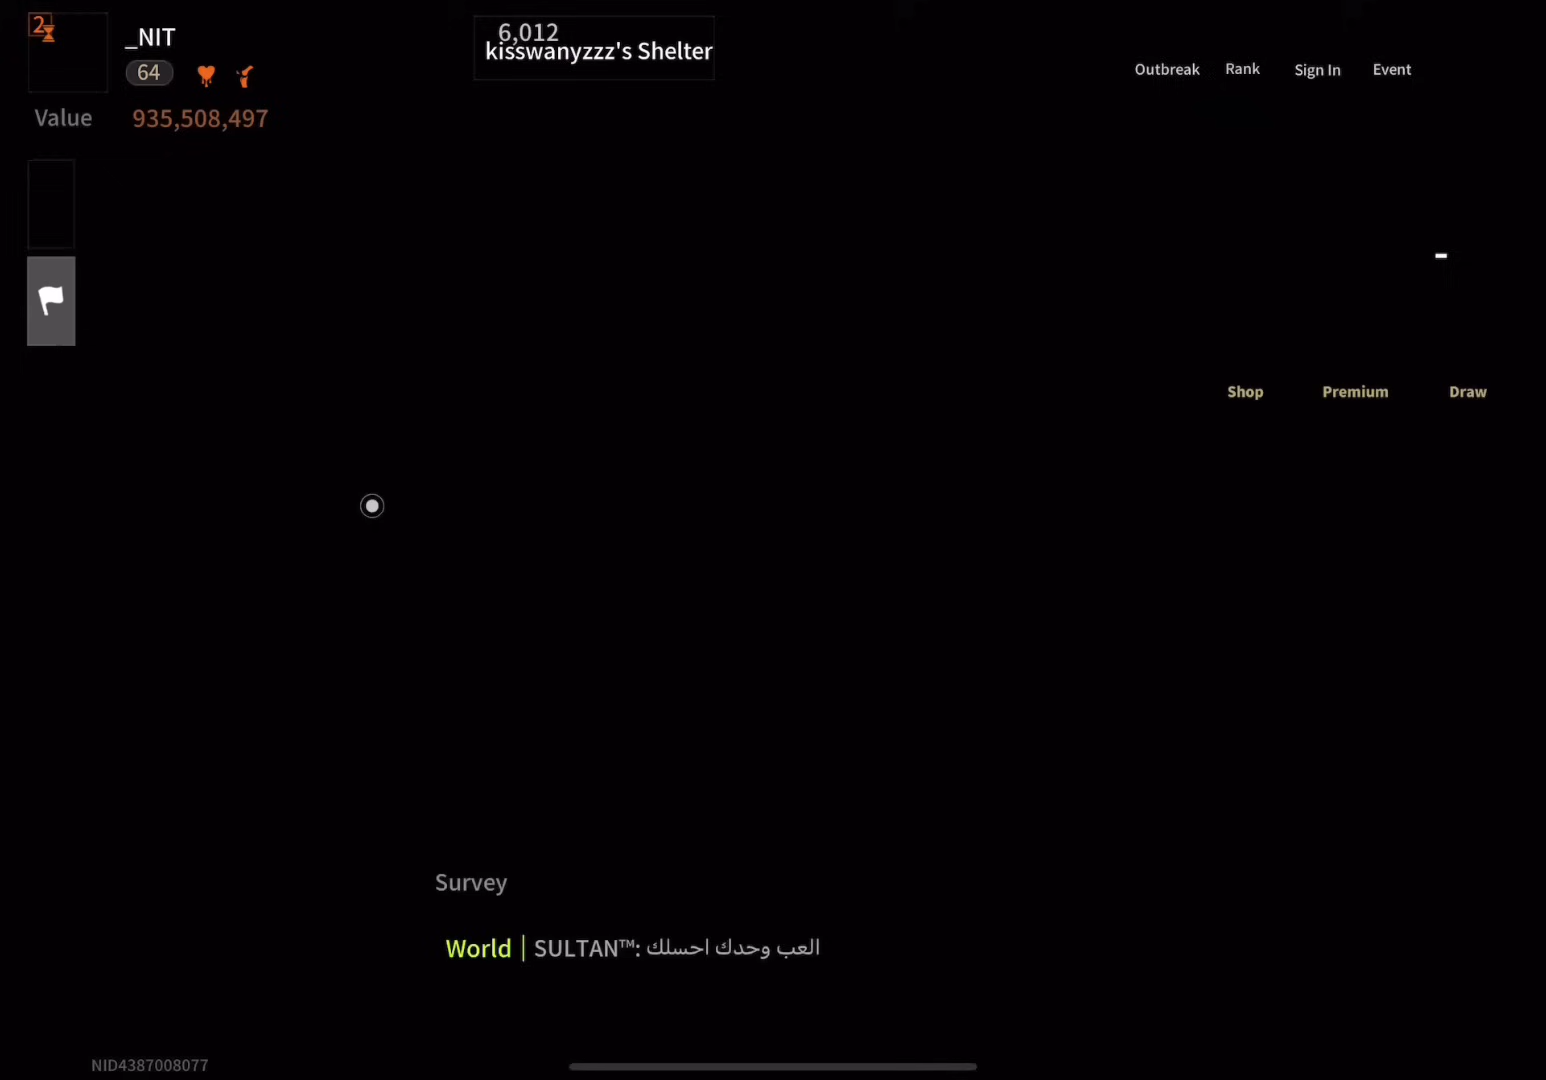 2
_NIT
64
Value 935,508,497
6,012
kisswanyzzz's Shelter
Outbreak Rank Sign In Event
Shop Premium Draw
Survey
World | SULTAN™: العب وحدك احسلك
NID4387008077